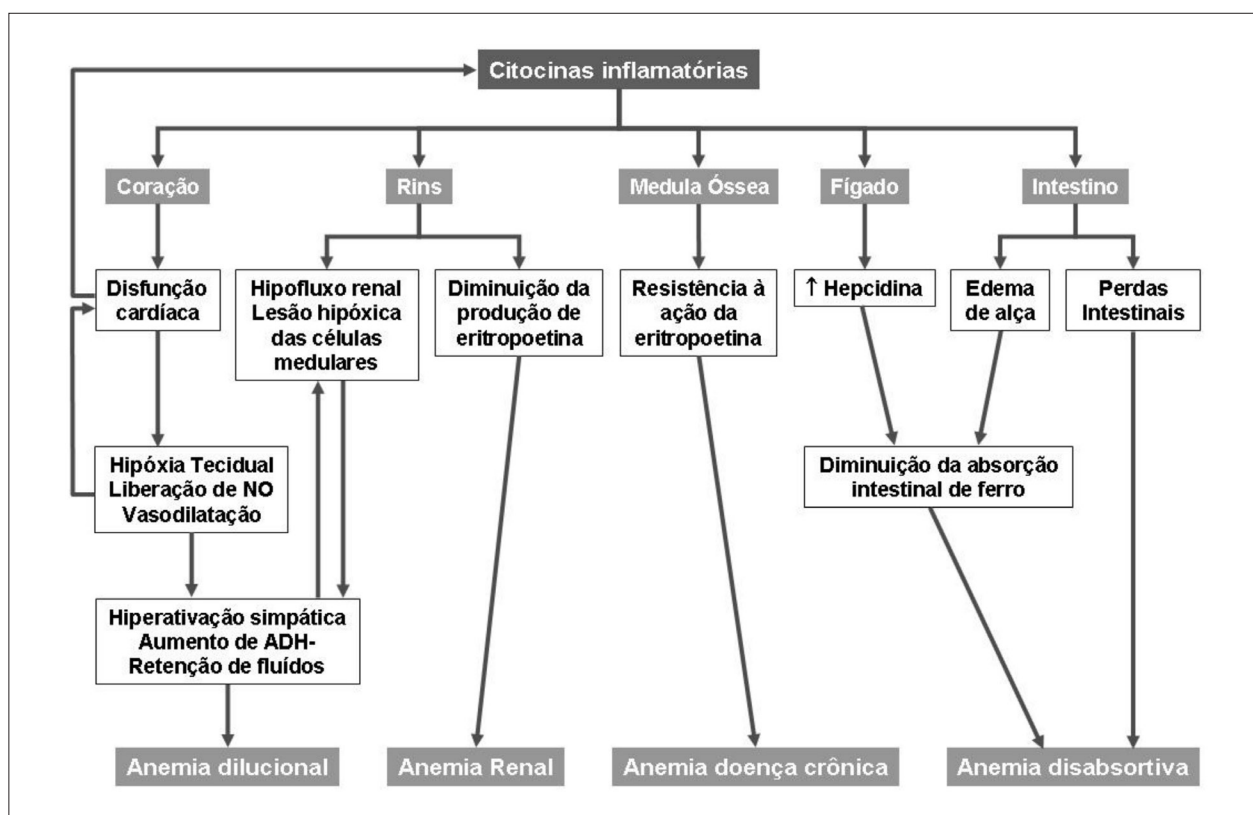 Citocinas inflamatórias
Coração
Rins
Medula Óssea
Fígado
Intestino
Disfunção
cardíaca
Hipofluxo renal
Lesão hipóxica
das células
medulares
Diminuição da
produção de
eritropoetina
Resistência à
ação da
eritropoetina
↑ Hepcidina
Edema
de alça
Perdas
Intestinais
Hipóxia Tecidual
Liberação de NO
Vasodilatação
Diminuição da absorção
intestinal de ferro
Hiperativação simpática
Aumento de ADH-
Retenção de fluídos
Anemia dilucional
Anemia Renal
Anemia doença crônica
Anemia disabsortiva